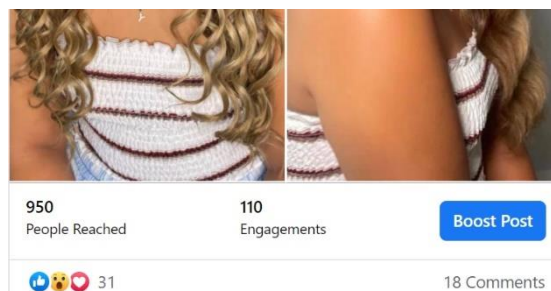 950
People Reached
110
Engagements
Boost Post
31
18 Comments